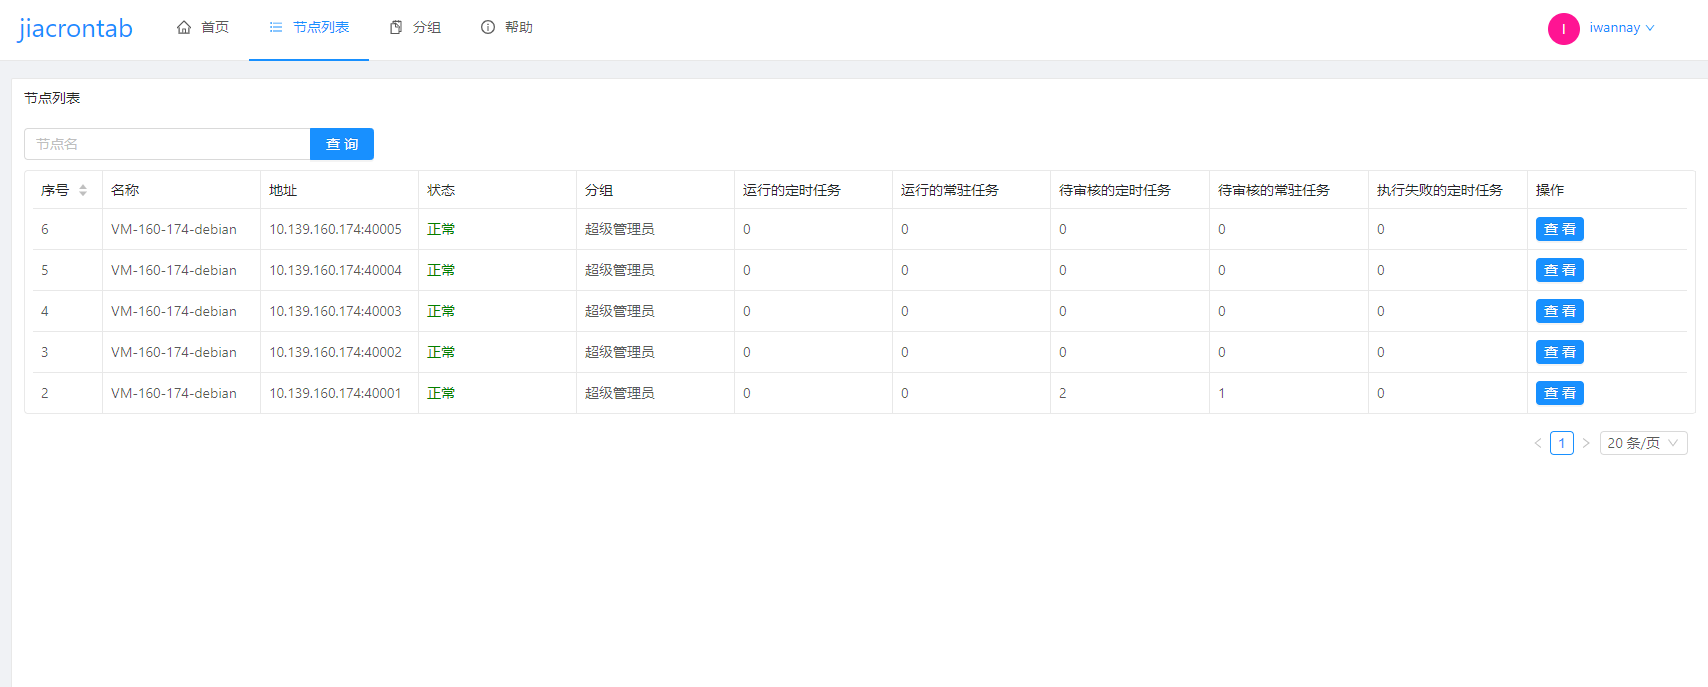 jiacrontab 首页 节点列表 分组 帮助 I iwannay
节点列表
节点名 查 询
序号 名称 地址 状态 分组 运行的定时任务 运行的常驻任务 待审核的定时任务 待审核的常驻任务 执行失败的定时任务 操作
6 VM-160-174-debian 10.139.160.174:40005 正常 超级管理员 0 0 0 0 0 查 看
5 VM-160-174-debian 10.139.160.174:40004 正常 超级管理员 0 0 0 0 0 查 看
4 VM-160-174-debian 10.139.160.174:40003 正常 超级管理员 0 0 0 0 0 查 看
3 VM-160-174-debian 10.139.160.174:40002 正常 超级管理员 0 0 0 0 0 查 看
2 VM-160-174-debian 10.139.160.174:40001 正常 超级管理员 0 0 2 1 0 查 看
1 20 条/页